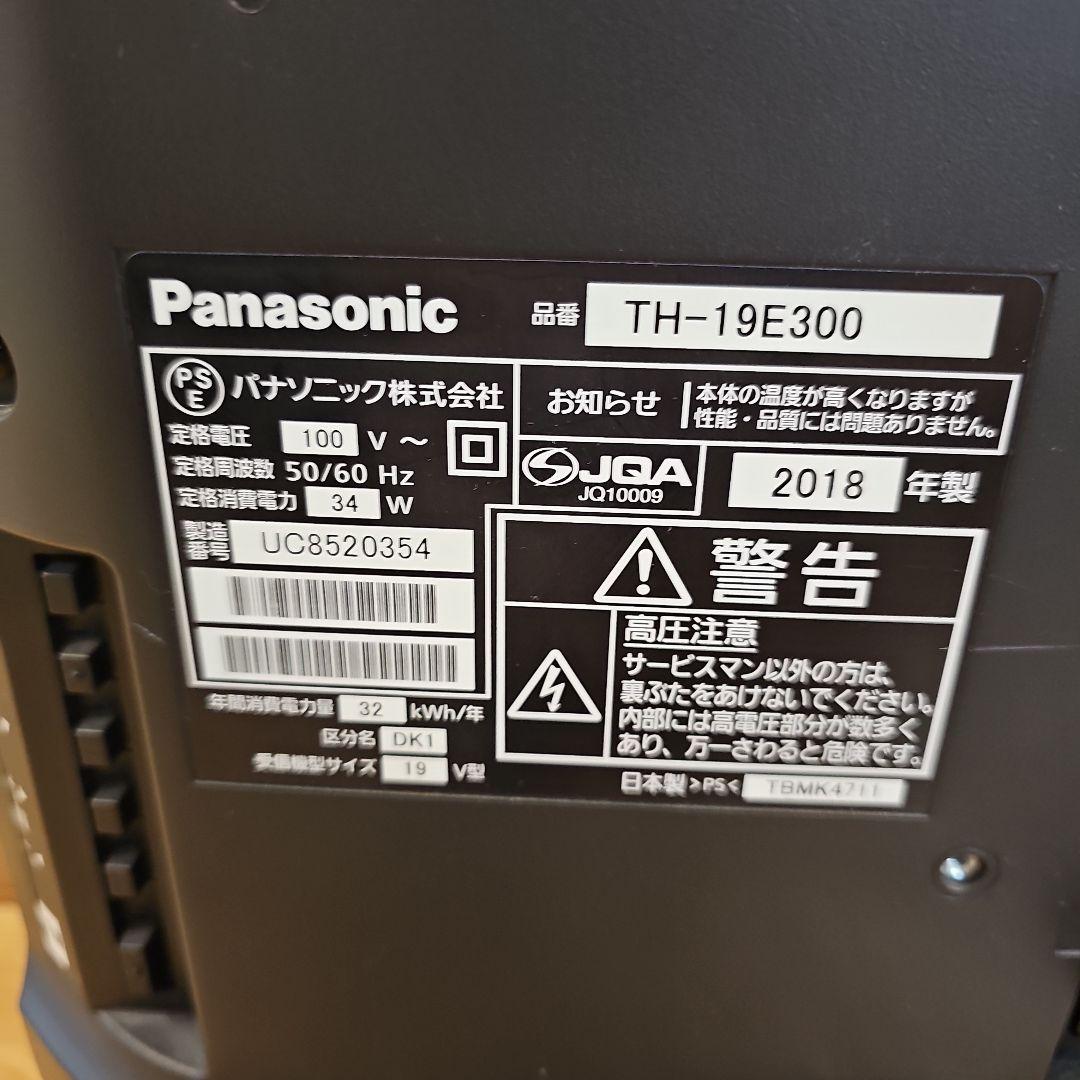 Panasonic
品番 TH-19E300
PS
E
パナソニック株式会社
定格電圧 100 V ～
定格周波数 50/60 Hz
定格消費電力 34 W
製造
番号 UC8520354
お知らせ
本体の温度が高くなりますが
性能・品質には問題ありません。
JQA
JQ10009
2018 年製
警告
高圧注意
サービスマン以外の方は、
裏ぶたをあけないでください。
内部には高電圧部分が数多く
あり、万一さわると危険です。
年間消費電力量 32 kWh/年
区分名 DK1
受信機型サイズ 19 V型
日本製 >PS< TBMK4711